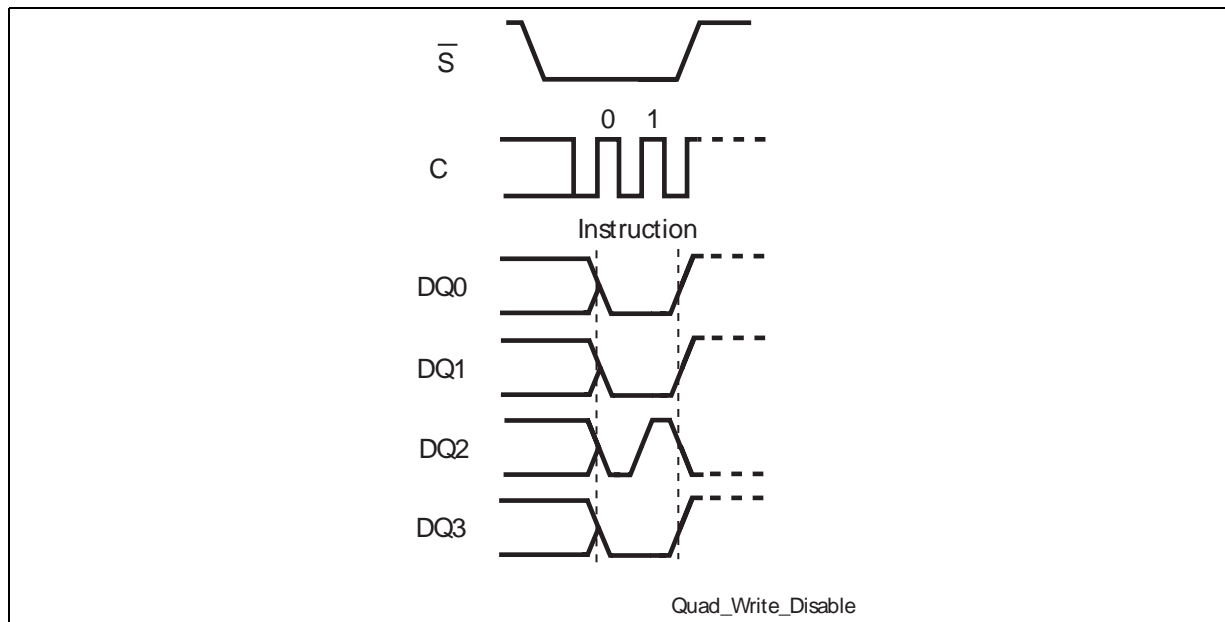 S̅
0 1
C
Instruction
DQ0
DQ1
DQ2
DQ3
Quad_Write_Disable